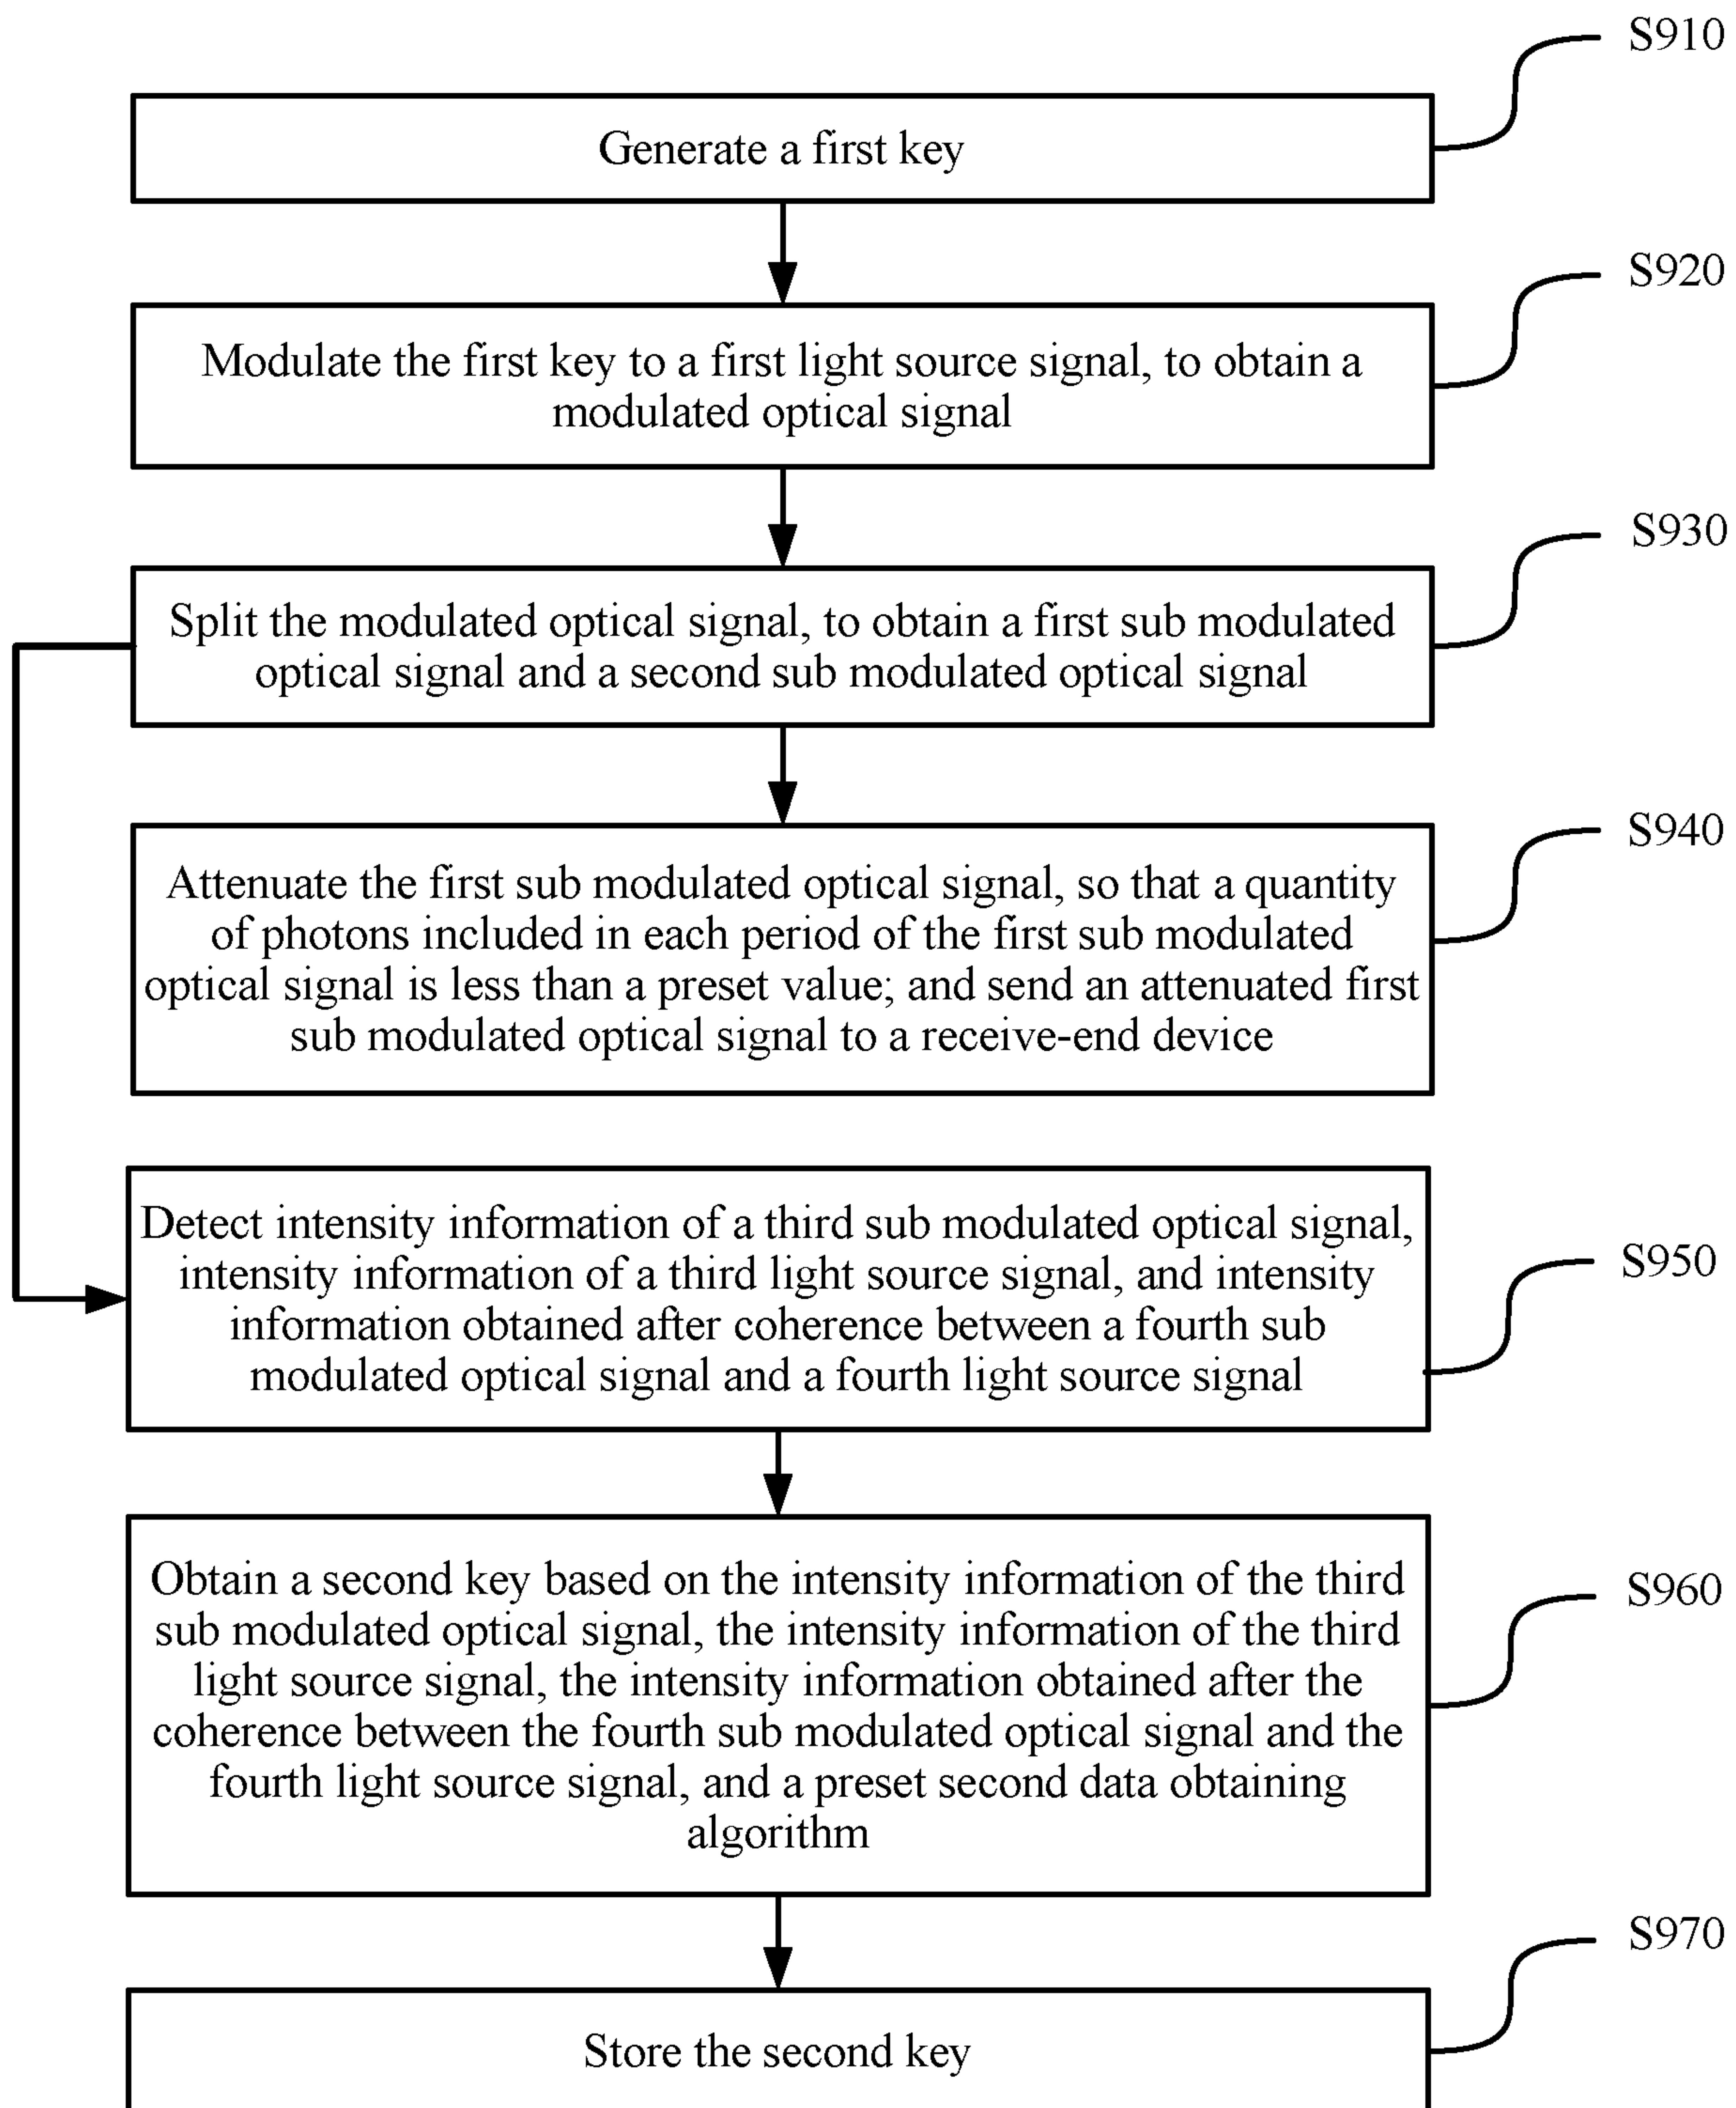 S910
Generate a first key
S920
Modulate the first key to a first light source signal, to obtain a
modulated optical signal
S930
Split the modulated optical signal, to obtain a first sub modulated
optical signal and a second sub modulated optical signal
S940
Attenuate the first sub modulated optical signal, so that a quantity
of photons included in each period of the first sub modulated
optical signal is less than a preset value; and send an attenuated first
sub modulated optical signal to a receive-end device
S950
Detect intensity information of a third sub modulated optical signal,
intensity information of a third light source signal, and intensity
information obtained after coherence between a fourth sub
modulated optical signal and a fourth light source signal
S960
Obtain a second key based on the intensity information of the third
sub modulated optical signal, the intensity information of the third
light source signal, the intensity information obtained after the
coherence between the fourth sub modulated optical signal and the
fourth light source signal, and a preset second data obtaining
algorithm
S970
Store the second key